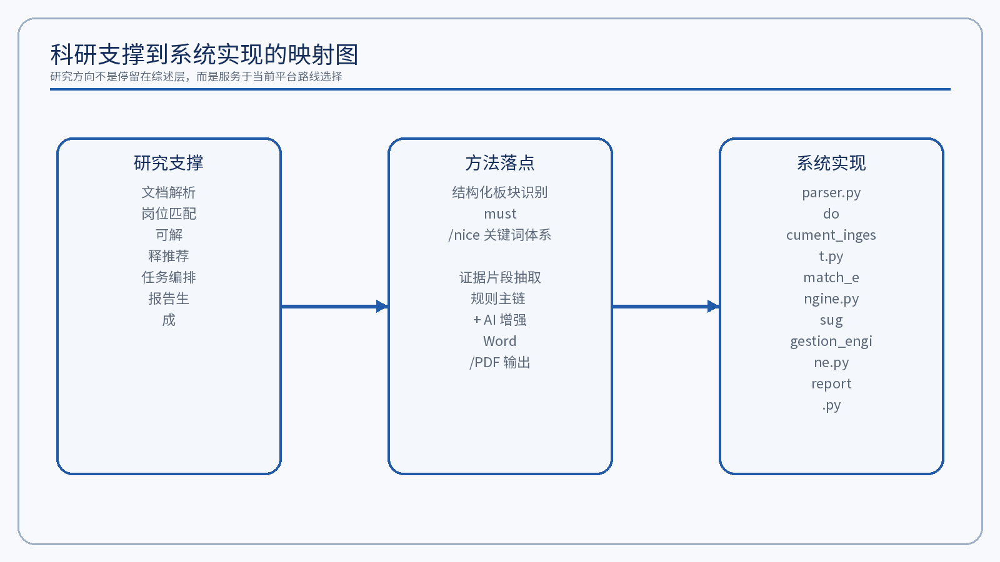 科研支撑到系统实现的映射图
研究方向不是停留在综述层，而是服务于当前平台路线选择
研究支撑
文档解析
岗位匹配
可解
释推荐
任务编排
报告生
成
方法落点
结构化板块识别
must
/nice 关键词体系
证据片段抽取
规则主链
+ AI 增强
Word
/PDF 输出
系统实现
parser.py
do
cument_inges
t.py
match_e
ngine.py
sug
gestion_engi
ne.py
report
.py